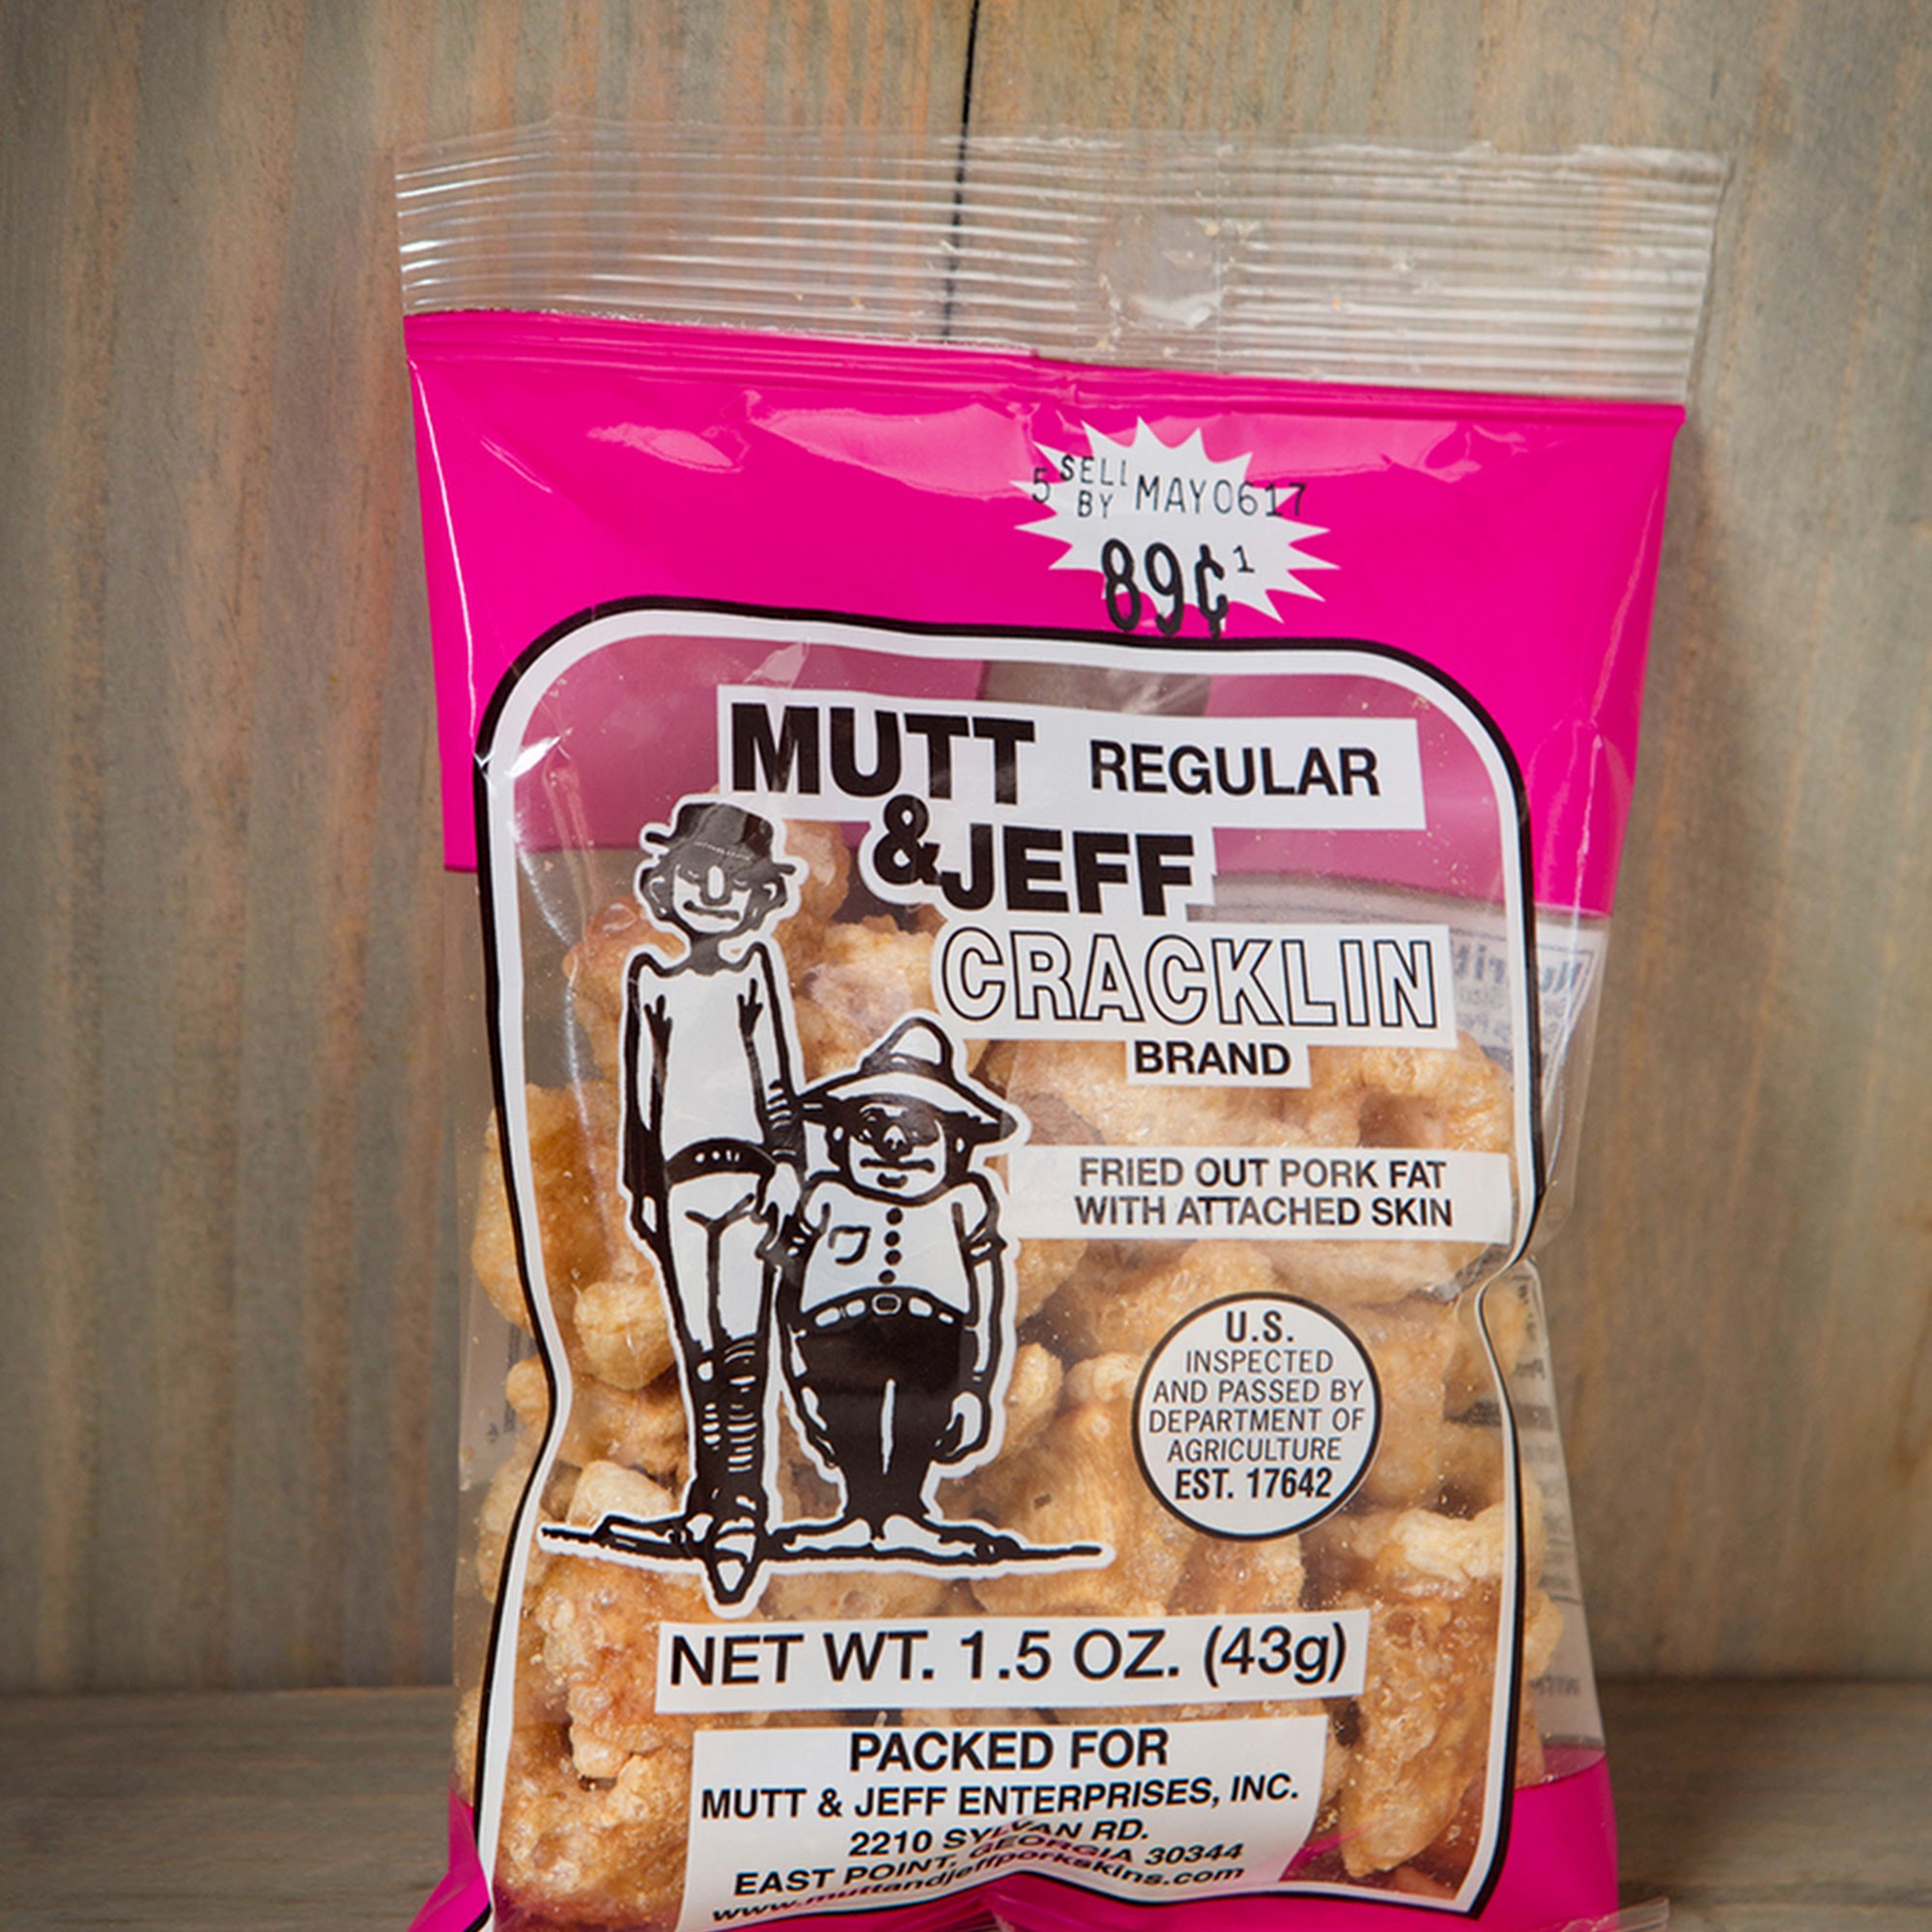 5 SELL BY MAY0617
89¢ 1
MUTT REGULAR
& JEFF
CRACKLIN
BRAND
FRIED OUT PORK FAT
WITH ATTACHED SKIN
U.S.
INSPECTED
AND PASSED BY
DEPARTMENT OF
AGRICULTURE
EST. 17642
NET WT. 1.5 OZ. (43g)
PACKED FOR
MUTT & JEFF ENTERPRISES, INC.
2210 SYLVAN RD.
EAST POINT, GEORGIA 30344
www.muttandjeffporkskins.com